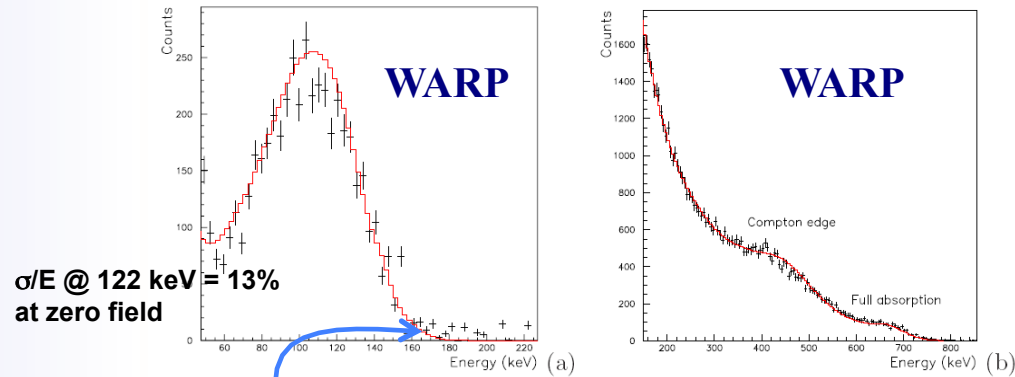 Counts
WARP
250
200
150
100
50
0
60
80
100
120
140
160
180
200
220
Energy (keV)
(a)
σ/E @ 122 keV = 13%
at zero field
Counts
WARP
1600
1400
1200
1000
800
600
400
200
0
Compton edge
Full absorption
200
300
400
500
600
700
800
Energy (keV)
(b)